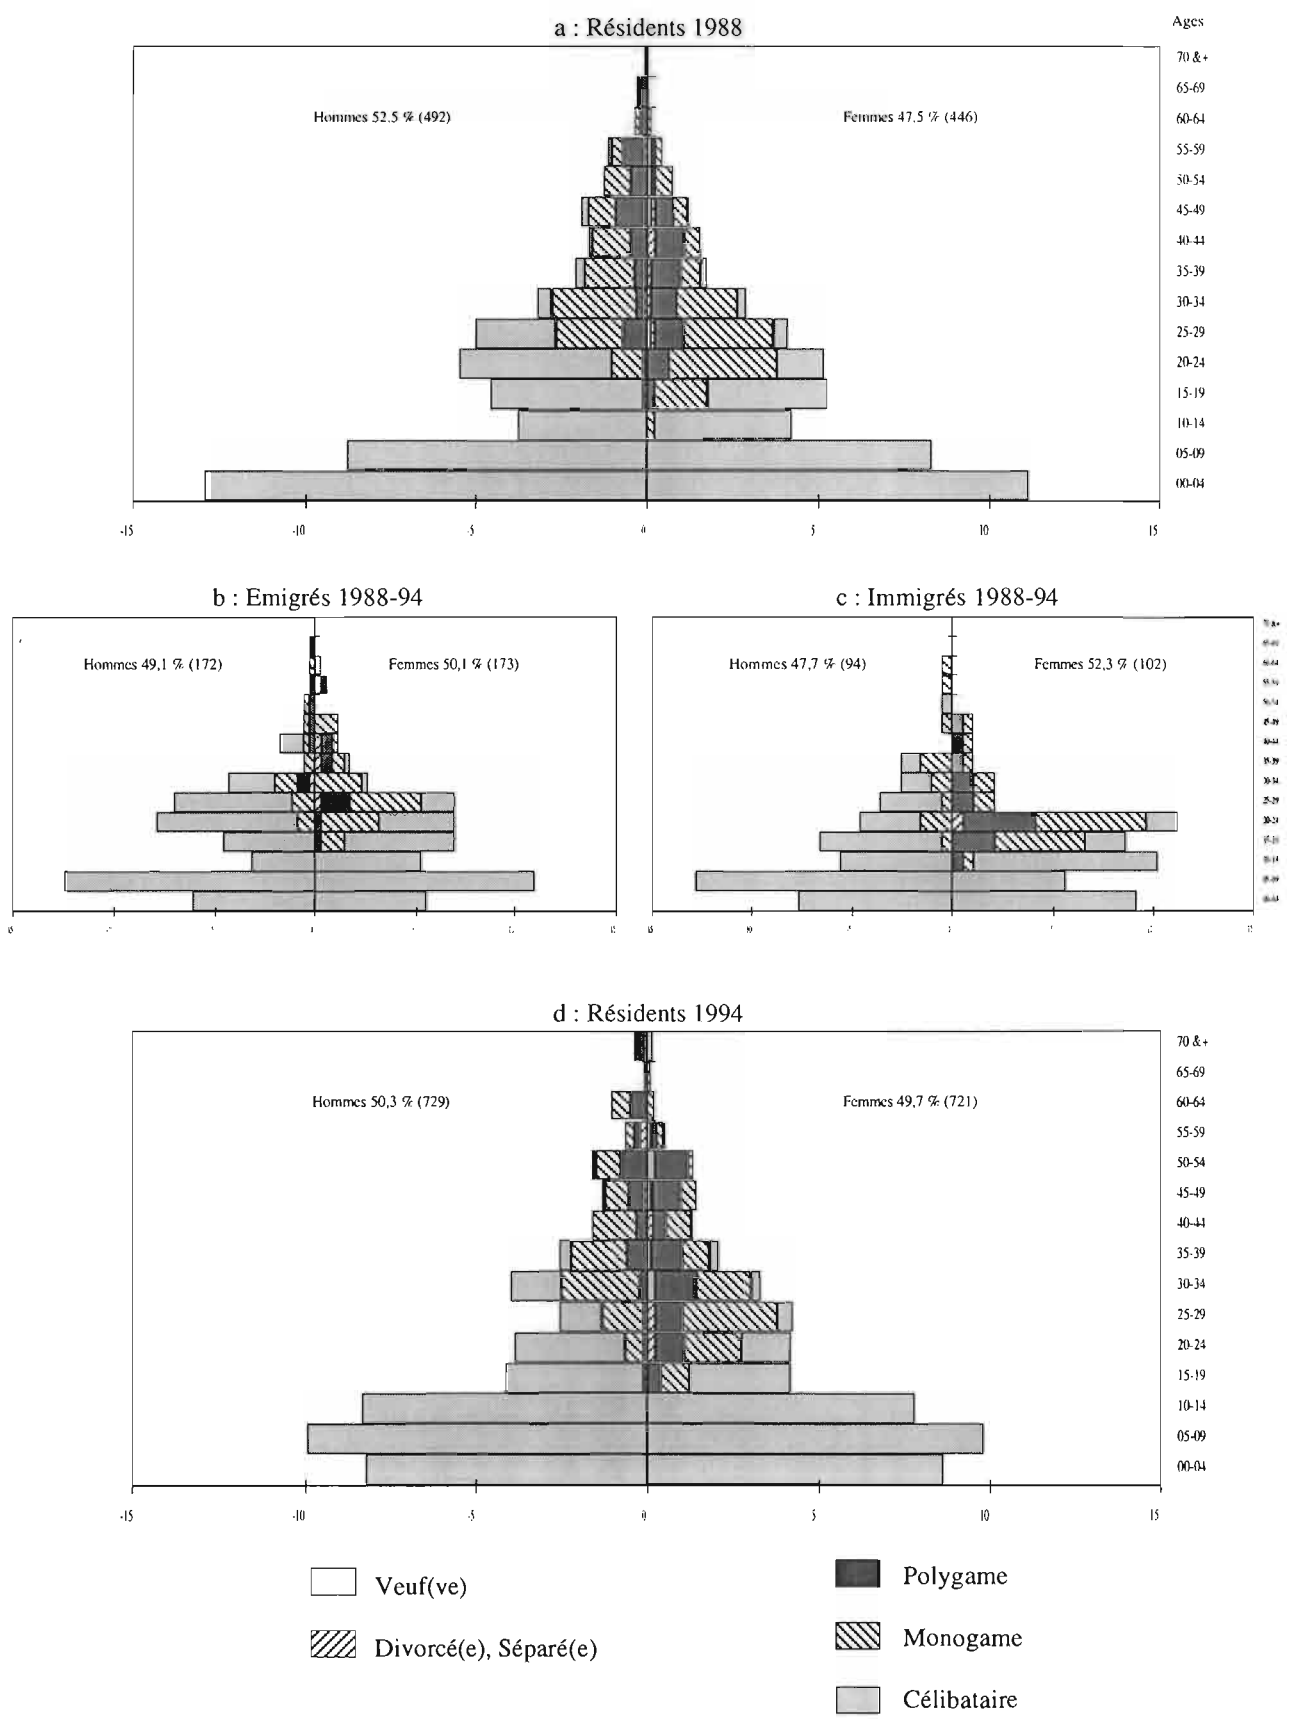 a : Résidents 1988
Ages
70 &+
65-69
Hommes 52.5 % (492)
Femmes 47.5 % (446)
60-64
55-59
50-54
45-49
40-44
35-39
30-34
25-29
20-24
15-19
10-14
05-09
00-04
-15
-10
-5
0
5
10
15
b : Emigrés 1988-94
c : Immigrés 1988-94
Hommes 49,1 % (172)
Femmes 50,1 % (173)
Hommes 47,7 % (94)
Femmes 52,3 % (102)
d : Résidents 1994
70 &+
65-69
Hommes 50,3 % (729)
Femmes 49,7 % (721)
60-64
55-59
50-54
45-49
40-44
35-39
30-34
25-29
20-24
15-19
10-14
05-09
00-04
-15
-10
-5
0
5
10
15
Veuf(ve)
Polygame
Divorcé(e), Séparé(e)
Monogame
Célibataire